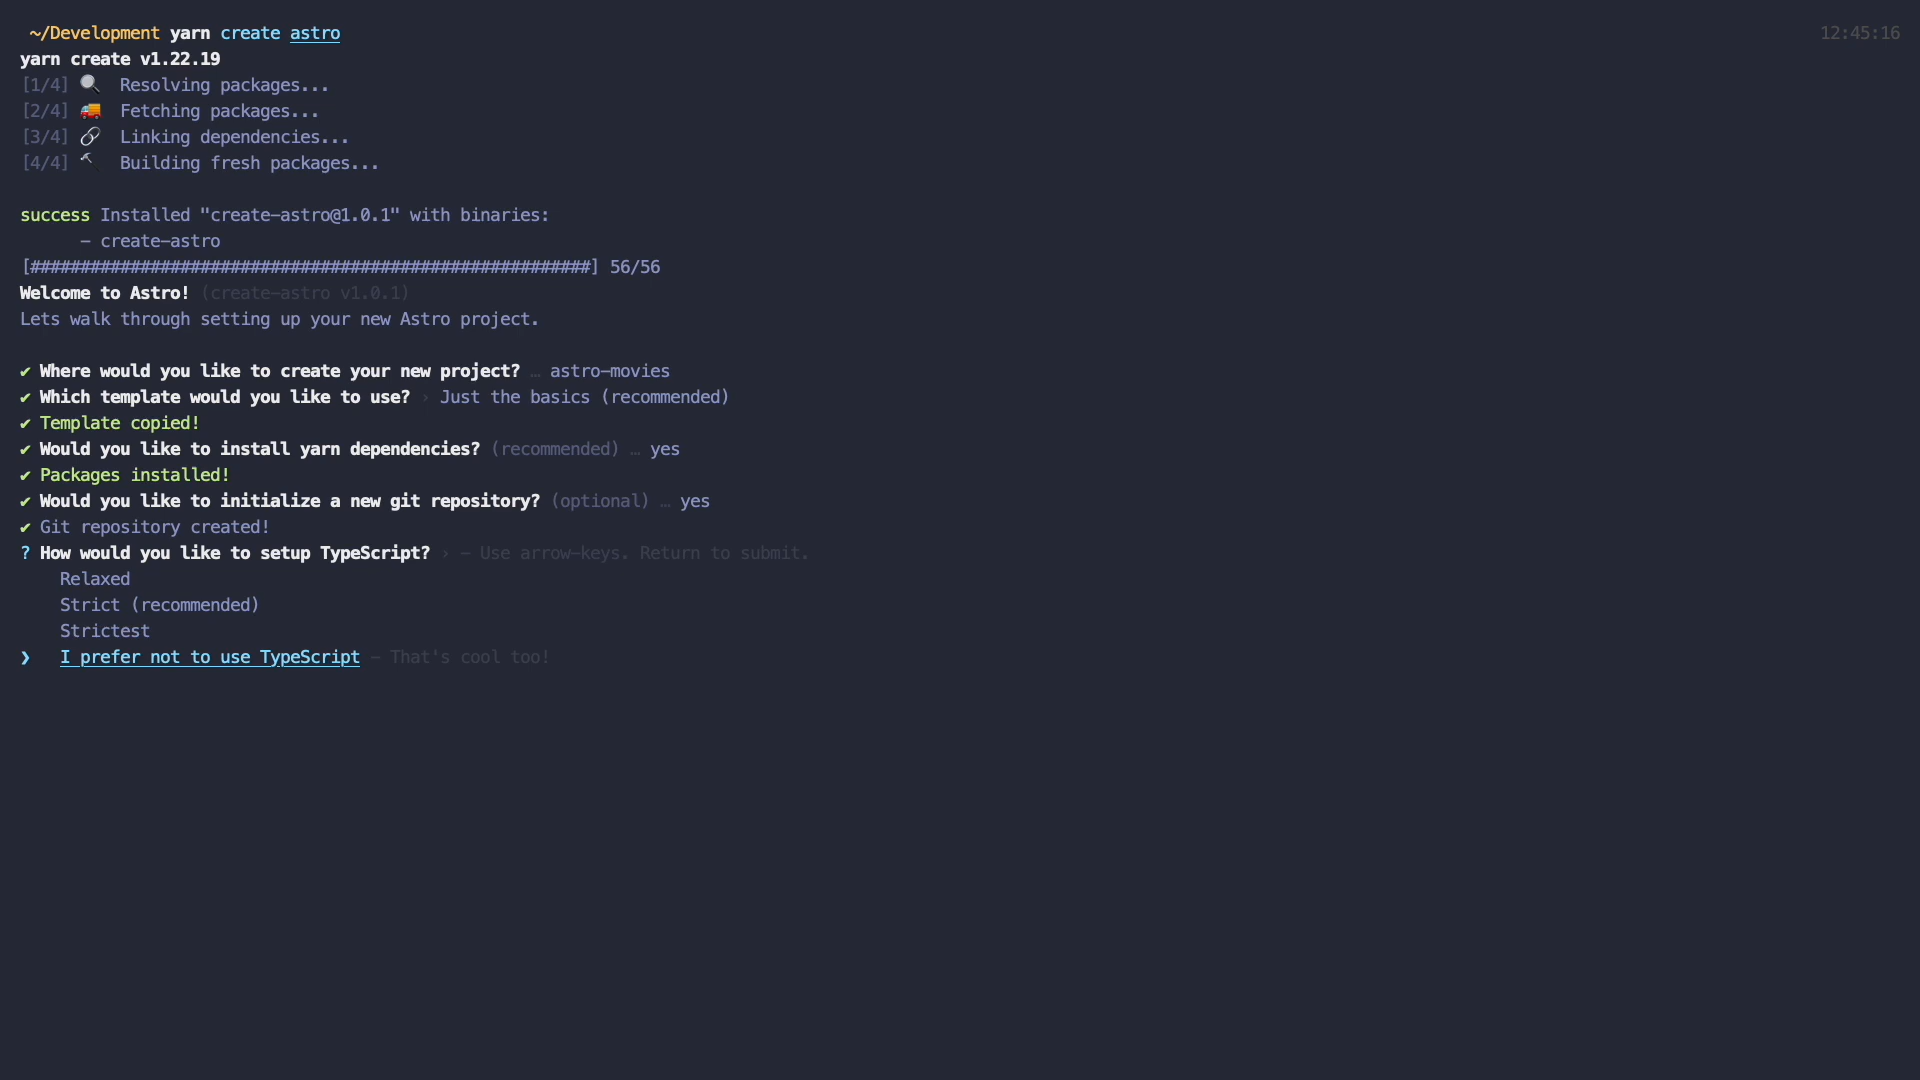 ~/Development yarn create astro 12:45:16
yarn create v1.22.19
[1/4] 🔍 Resolving packages...
[2/4] 🚚 Fetching packages...
[3/4] 🔗 Linking dependencies...
[4/4] 🔨 Building fresh packages...
success Installed "create-astro@1.0.1" with binaries:
- create-astro
[########################################################] 56/56
Welcome to Astro! (create-astro v1.0.1)
Lets walk through setting up your new Astro project.
✔ Where would you like to create your new project? … astro-movies
✔ Which template would you like to use? › Just the basics (recommended)
✔ Template copied!
✔ Would you like to install yarn dependencies? (recommended) … yes
✔ Packages installed!
✔ Would you like to initialize a new git repository? (optional) … yes
✔ Git repository created!
? How would you like to setup TypeScript? › - Use arrow-keys. Return to submit.
Relaxed
Strict (recommended)
Strictest
❯ I prefer not to use TypeScript - That's cool too!